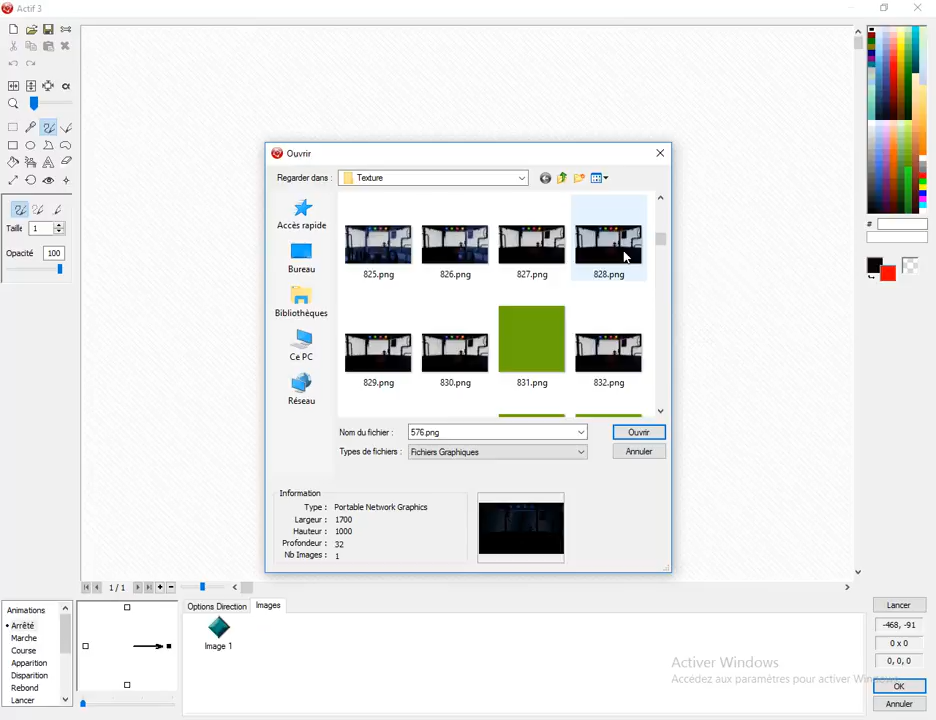 Actif 3
Ouvrir
Regarder dans :
Texture
Accès rapide
Bureau
Bibliothèques
Ce PC
Réseau
825.png
826.png
827.png
828.png
829.png
830.png
831.png
832.png
Nom du fichier :
576.png
Ouvrir
Types de fichiers :
Fichiers Graphiques
Annuler
Information
Type : Portable Network Graphics
Largeur : 1700
Hauteur : 1000
Profondeur : 32
Nb Images : 1
Taille 1
Opacité 100
#
1 / 1
Animations
Arrêté
Marche
Course
Apparition
Disparition
Rebond
Lancer
Options Direction
Images
Image 1
Lancer
-468, -91
0 x 0
0, 0, 0
OK
Annuler
Activer Windows
Accédez aux paramètres pour activer